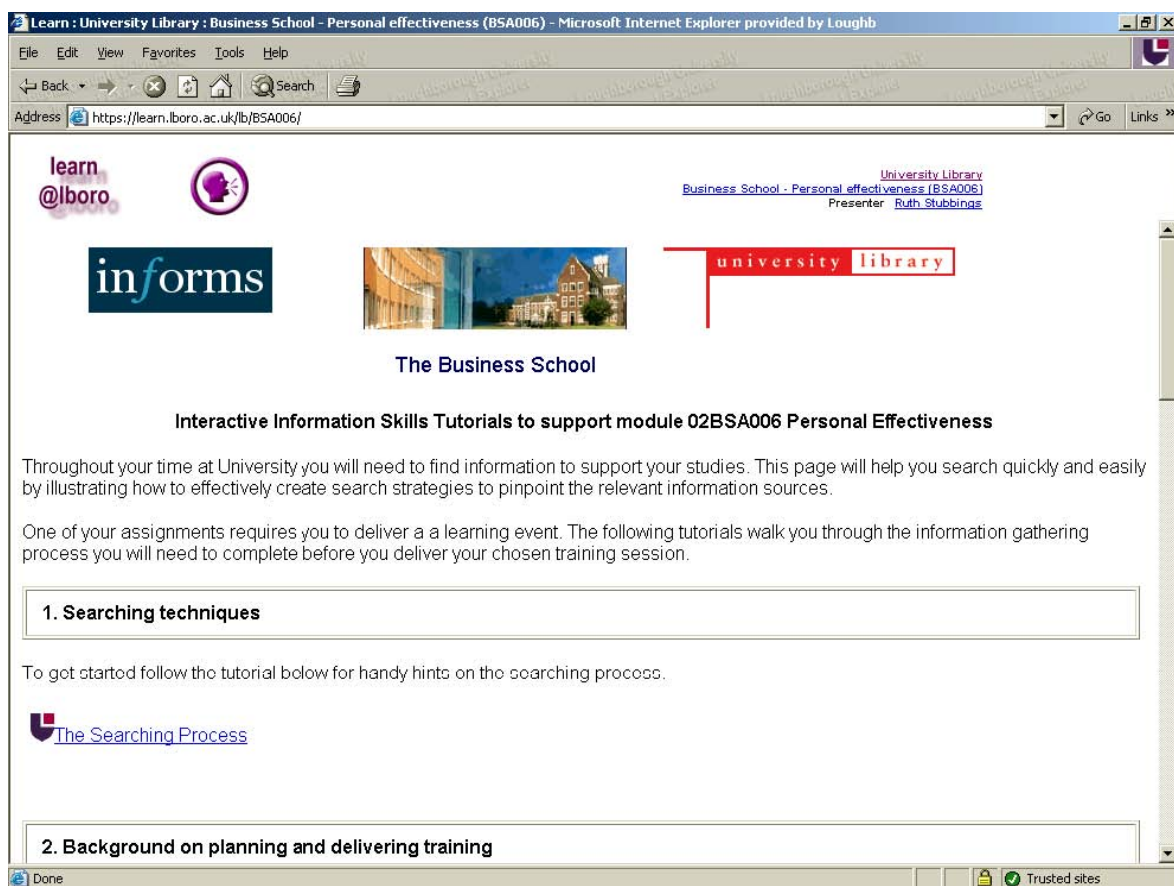 Learn : University Library : Business School - Personal effectiveness (BSA006) - Microsoft Internet Explorer provided by Loughb
File Edit View Favorites Tools Help
Back Search
Address https://learn.lboro.ac.uk/lb/BSA006/ Go Links »
learn
@lboro
University Library
Business School - Personal effectiveness (BSA006)
Presenter Ruth Stubbings
informs
university library
The Business School
Interactive Information Skills Tutorials to support module 02BSA006 Personal Effectiveness
Throughout your time at University you will need to find information to support your studies. This page will help you search quickly and easily
by illustrating how to effectively create search strategies to pinpoint the relevant information sources.
One of your assignments requires you to deliver a a learning event. The following tutorials walk you through the information gathering
process you will need to complete before you deliver your chosen training session.
1. Searching techniques
To get started follow the tutorial below for handy hints on the searching process.
The Searching Process
2. Background on planning and delivering training
Done Trusted sites